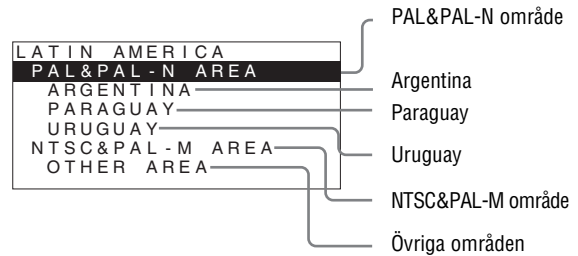 LATIN AMERICA
PAL&PAL-N AREA
ARGENTINA
PARAGUAY
URUGUAY
NTSC&PAL-M AREA
OTHER AREA
PAL&PAL-N område
Argentina
Paraguay
Uruguay
NTSC&PAL-M område
Övriga områden